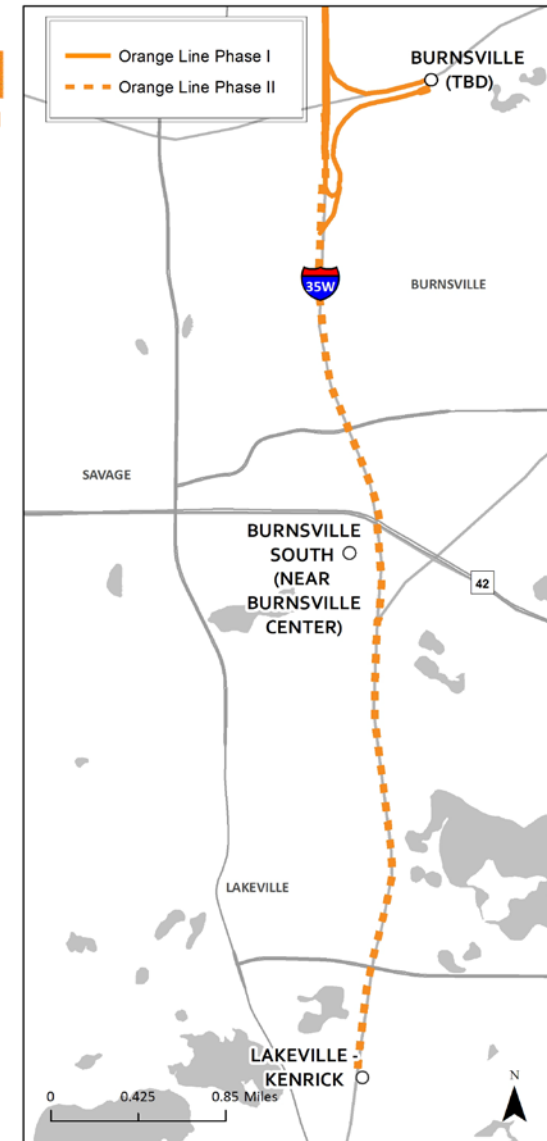 Orange Line Phase I
Orange Line Phase II
BURNSVILLE
(TBD)
35W
BURNSVILLE
SAVAGE
BURNSVILLE
SOUTH
(NEAR
BURNSVILLE
CENTER)
42
LAKEVILLE
LAKEVILLE -
KENRICK
0 0.425 0.85 Miles
N